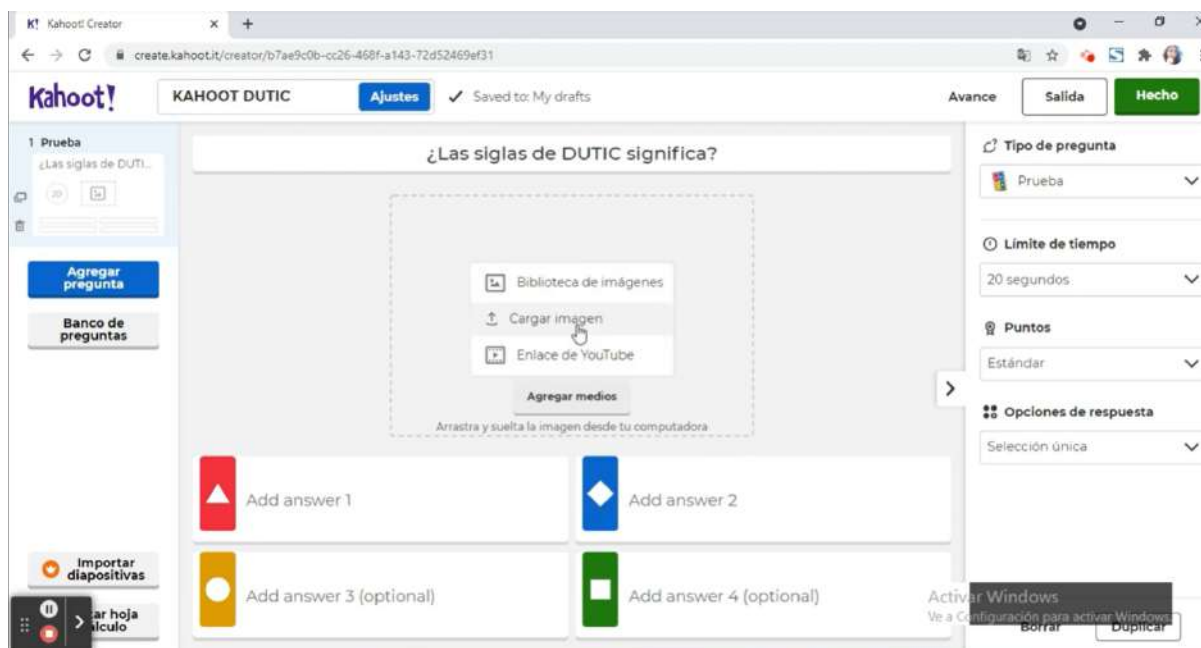 Kahoot! Creator
create.kahoot.it/creator/b7ae9c0b-cc26-468f-a143-72d52469ef31
Kahoot!
KAHOOT DUTIC
Ajustes
Saved to: My drafts
Avance
Salida
Hecho
1 Prueba
¿Las siglas de DUTI...
20
Agregar
pregunta
Banco de
preguntas
Importar
diapositivas
ar hoja
álculo
¿Las siglas de DUTIC significa?
Biblioteca de imágenes
Cargar imagen
Enlace de YouTube
Agregar medios
Arrastra y suelta la imagen desde tu computadora
Add answer 1
Add answer 2
Add answer 3 (optional)
Add answer 4 (optional)
Tipo de pregunta
Prueba
Límite de tiempo
20 segundos
Puntos
Estándar
Opciones de respuesta
Selección única
Activar Windows
Ve a Configuración para activar Windows.
Borrar
Duplicar